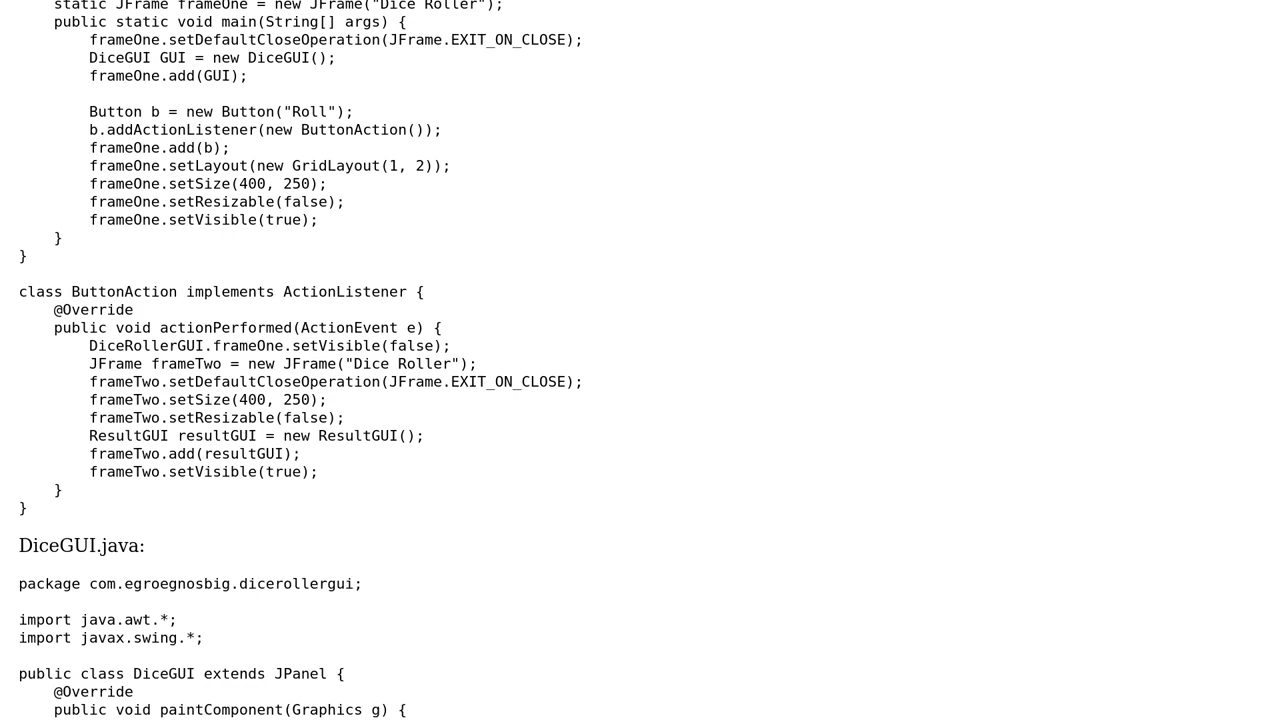 static JFrame frameOne = new JFrame("Dice Roller");
public static void main(String[] args) {
frameOne.setDefaultCloseOperation(JFrame.EXIT_ON_CLOSE);
DiceGUI GUI = new DiceGUI();
frameOne.add(GUI);
Button b = new Button("Roll");
b.addActionListener(new ButtonAction());
frameOne.add(b);
frameOne.setLayout(new GridLayout(1, 2));
frameOne.setSize(400, 250);
frameOne.setResizable(false);
frameOne.setVisible(true);
}
}
class ButtonAction implements ActionListener {
@Override
public void actionPerformed(ActionEvent e) {
DiceRollerGUI.frameOne.setVisible(false);
JFrame frameTwo = new JFrame("Dice Roller");
frameTwo.setDefaultCloseOperation(JFrame.EXIT_ON_CLOSE);
frameTwo.setSize(400, 250);
frameTwo.setResizable(false);
ResultGUI resultGUI = new ResultGUI();
frameTwo.add(resultGUI);
frameTwo.setVisible(true);
}
}
DiceGUI.java:
package com.egroegnosbig.dicerollergui;
import java.awt.*;
import javax.swing.*;
public class DiceGUI extends JPanel {
@Override
public void paintComponent(Graphics g) {